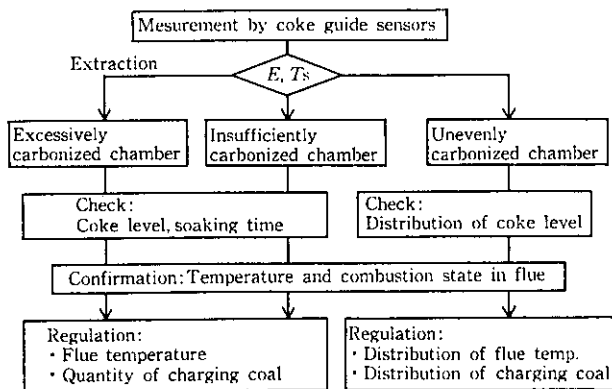 Mesurement by coke guide sensors
Extraction
E, Ts
Excessively
carbonized chamber
Insufficiently
carbonized chamber
Unevenly
carbonized chamber
Check:
Coke level, soaking time
Check:
Distribution of coke level
Confirmation: Temperature and combustion state in flue
Regulation:
· Flue temperature
· Quantity of charging coal
Regulation:
· Distribution of flue temp.
· Distribution of charging coal